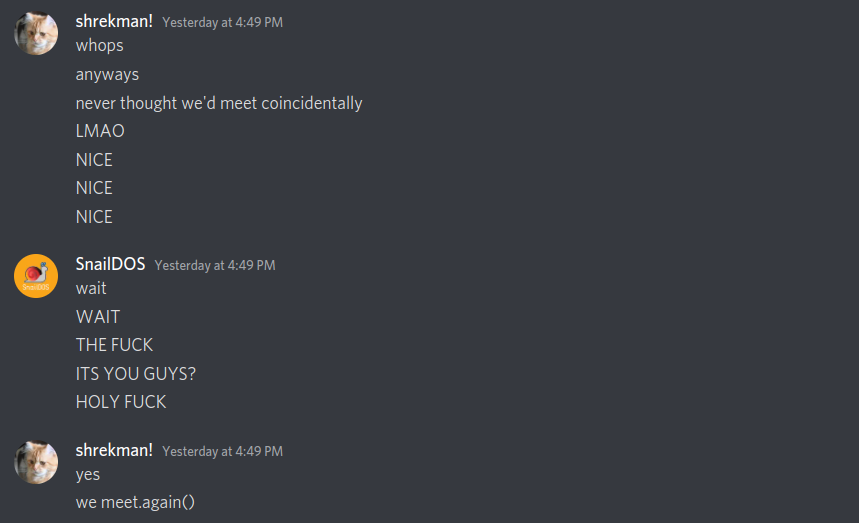 shrekman! Yesterday at 4:49 PM
whops
anyways
never thought we'd meet coincidentally
LMAO
NICE
NICE
NICE
SnailDOS Yesterday at 4:49 PM
SnailDOS
wait
WAIT
THE FUCK
ITS YOU GUYS?
HOLY FUCK
shrekman! Yesterday at 4:49 PM
yes
we meet.again()